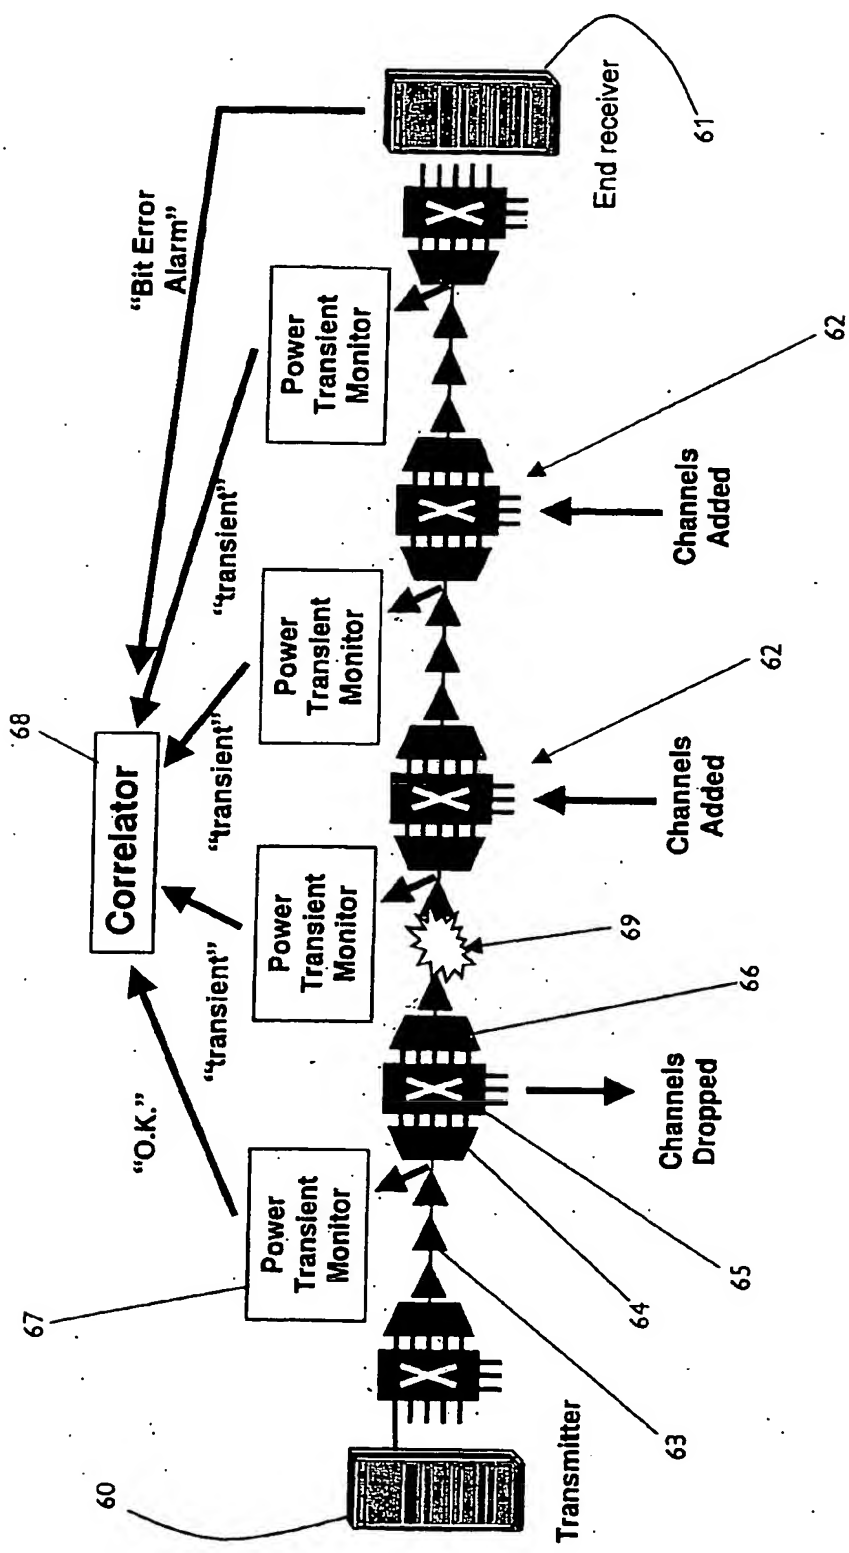 68
Correlator
"Bit Error
Alarm"
"O.K."
"transient"
"transient"
"transient"
67
Power
Transient
Monitor
Power
Transient
Monitor
Power
Transient
Monitor
Power
Transient
Monitor
60
Transmitter
63
64
65
Channels
Dropped
66
69
Channels
Added
62
Channels
Added
62
End receiver
61